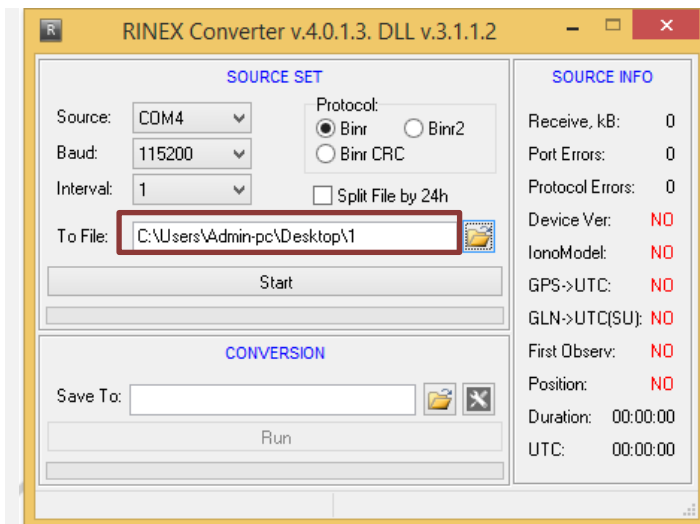 RINEX Converter v.4.0.1.3. DLL v.3.1.1.2
SOURCE SET
Source: COM4
Protocol:
Binr
Binr2
Baud: 115200
Binr CRC
Interval: 1
Split File by 24h
To File: C:\Users\Admin-pc\Desktop\1
Start
CONVERSION
Save To:
Run
SOURCE INFO
Receive, kB: 0
Port Errors: 0
Protocol Errors: 0
Device Ver: NO
IonoModel: NO
GPS->UTC: NO
GLN->UTC(SU): NO
First Observ: NO
Position: NO
Duration: 00:00:00
UTC: 00:00:00